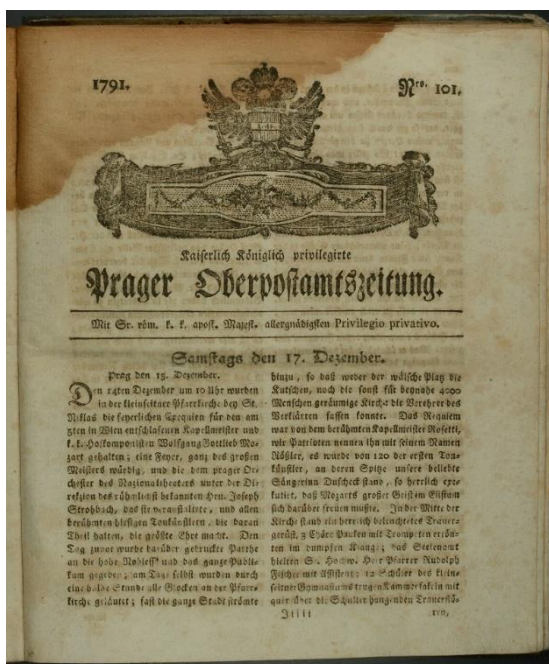 1791.
Nro. 101.
Kaiserlich Königlich privilegirte
Prager Oberpostamtszeitung.
Mit Sr. röm. k. k. apost. Majest. allergnädigsten Privilegio privativo.
Samstags den 17. Dezember.
Prag den 15. Dezember.
Den 14ten Dezember um 10 Uhr wurden
in der kleinseitner Pfarrkirche bey St.
Niklas die feyerlichen Exequien für den am
5ten in Wien entschlafenen Kapellmeister und
k. k. Hofkompositen Wolfgang Gottlieb Mo-
zart gehalten; eine Feyer, ganz des großen
Meisters würdig, und die dem prager Or-
chester des Nazionaltheaters unter der Di-
rekzion des rühmlichst bekannten Hrn. Joseph
Strohbach, das sie veranstaltete, und allen
berühmten hiesigen Tonkünstlern, die daran
Theil halten, die größte Ehre macht. Den
Tag zuvor wurde darüber gedruckte Parthe
an die hohe Nobless und das ganze Publi-
kum gegeben; am Tage selbst wurden durch
eine halbe Stunde alle Glocken an der Pfarr-
kirche geläutet; fast die ganze Stadt strömte
hinzu, so daß weder der wälsche Platz die
Kutschen, noch die sonst für beynahe 4000
Menschen geräumige Kirche die Verehrer des
Verklärten fassen konnte. Das Requiem
war von dem berühmten Kapellmeister Rosetti,
wir Patrioten nennen ihn mit seinen Namen
Rößler, es wurde von 120 der ersten Ton-
künstler, an deren Spitze unsere beliebte
Sängerinn Duscheck stand, so herrlich exe-
kutirt, daß Mozarts großer Geist im Elisium
sich darüber freuen mußte. In der Mitte der
Kirche stand ein herrlich beleuchtetes Trauer-
gerüst, 3 Chöre Pauken mit Trompeten ertön-
ten im dumpfen Klange; das Seelenamt
hielten Sr. Hochw. Herr Pfarrer Rudolph
Fischer mit Assistenz; 12 Schüler des klein-
seitner Gymnasiums trugen Kammerfakeln mit
quer über die Schulter hangenden Trauerflö-
ren,